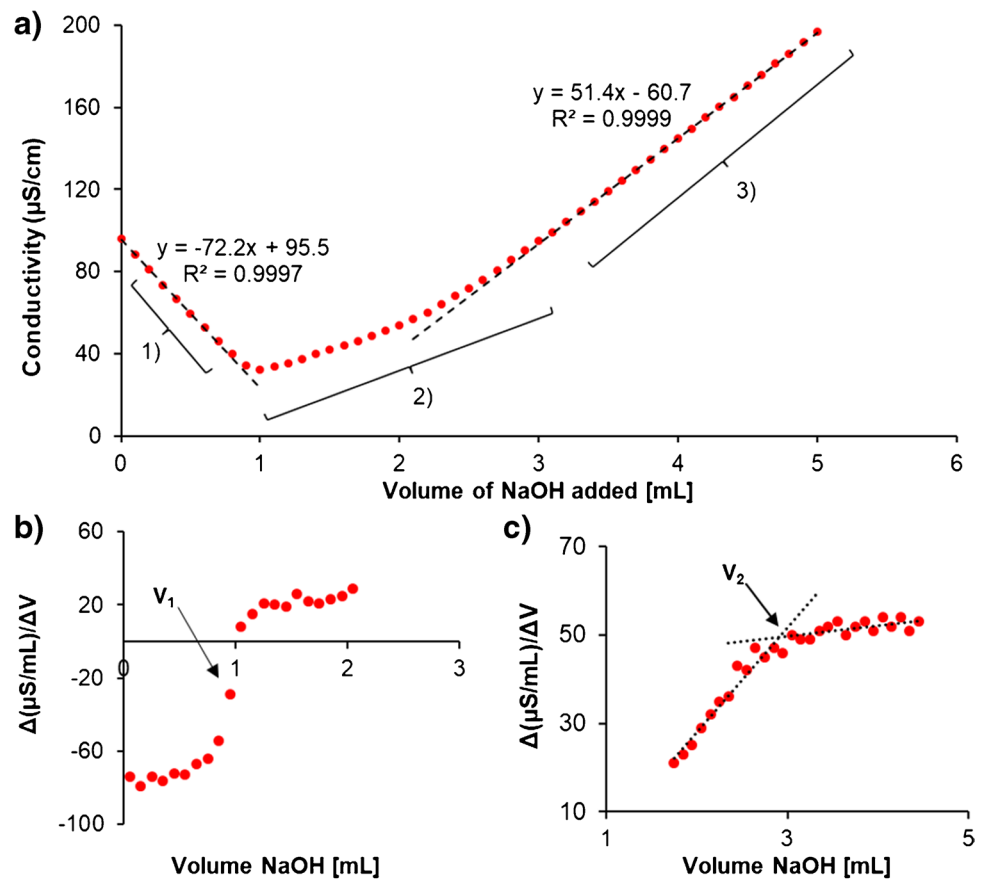 a)
200
160
120
80
40
0
Conductivity (µS/cm)
y = -72.2x + 95.5
R² = 0.9997
y = 51.4x - 60.7
R² = 0.9999
1)
2)
3)
0 1 2 3 4 5 6
Volume of NaOH added [mL]
b)
60
20
-20
-60
-100
Δ(µS/mL)/ΔV
V₁
0 1 2 3
Volume NaOH [mL]
c)
70
50
30
10
Δ(µS/mL)/ΔV
V₂
1 3 5
Volume NaOH [mL]